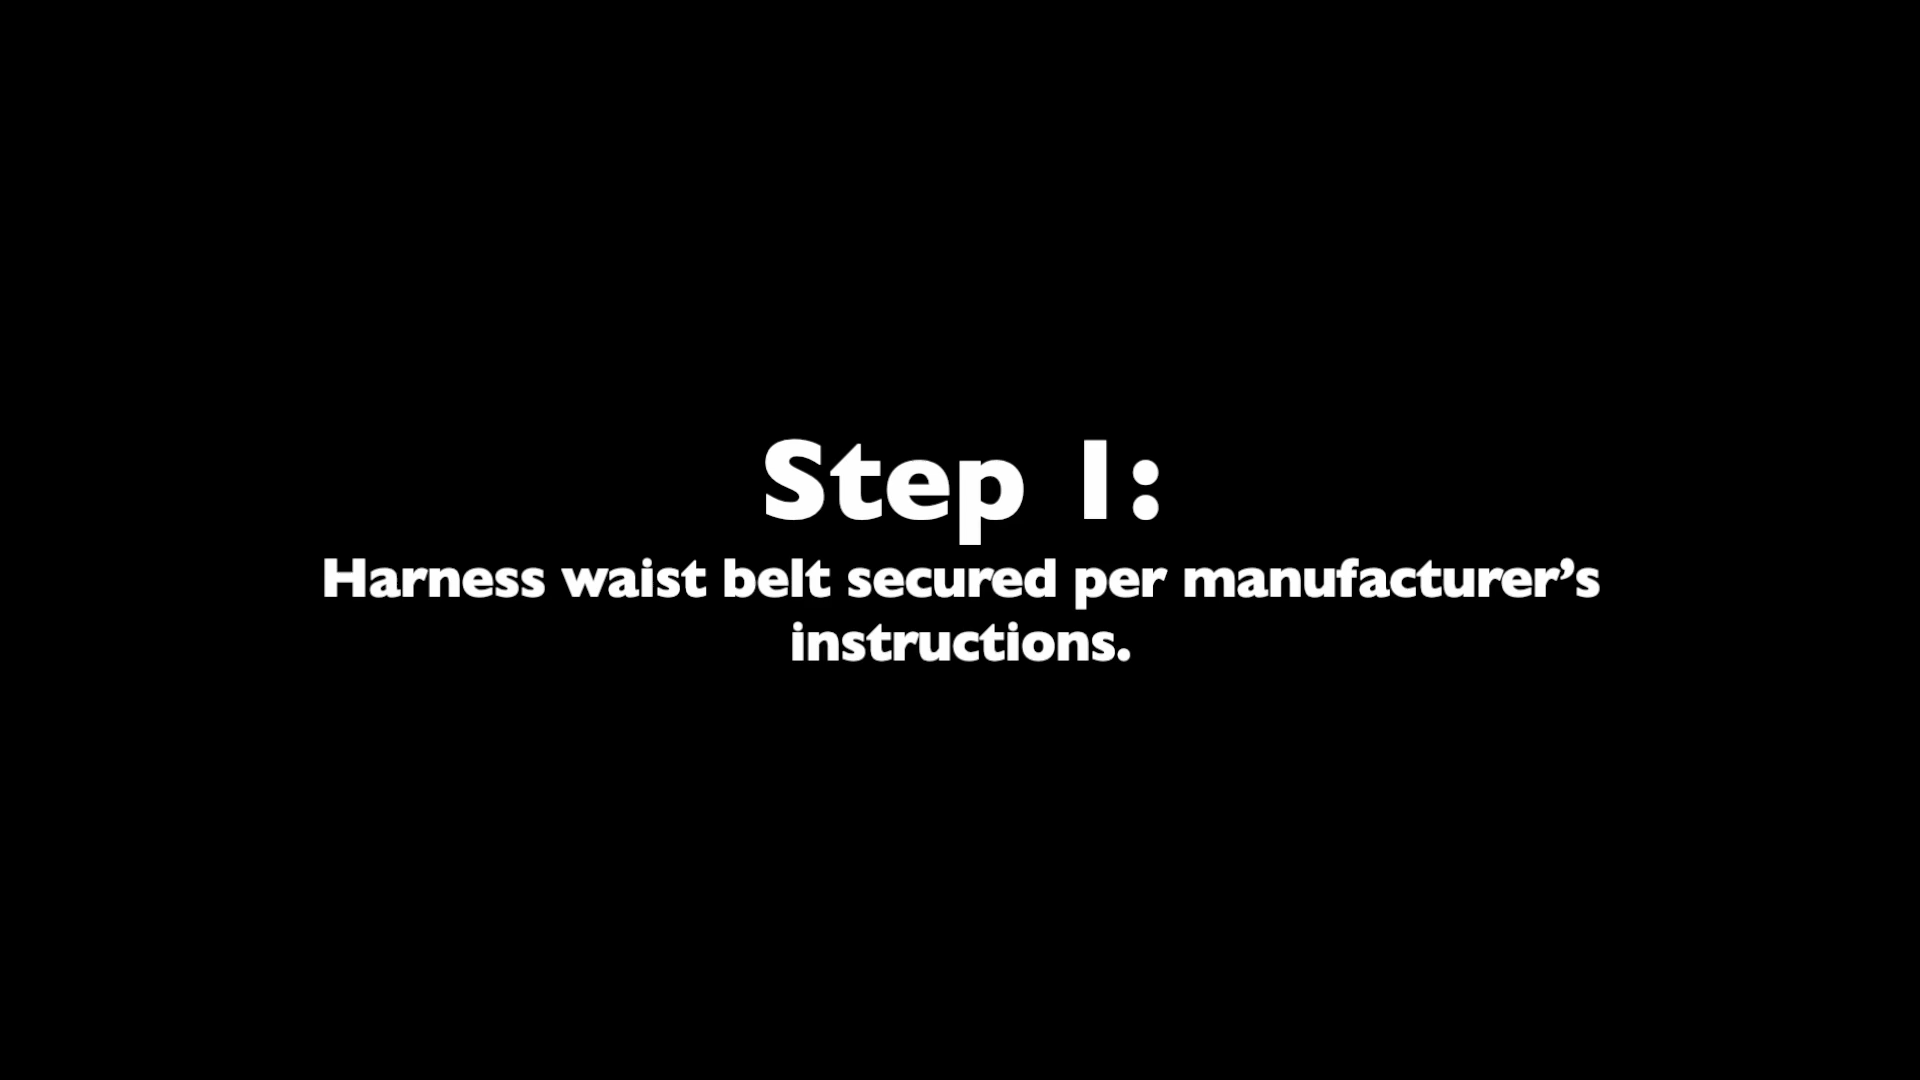 Step 1:
Harness waist belt secured per manufacturer’s
instructions.